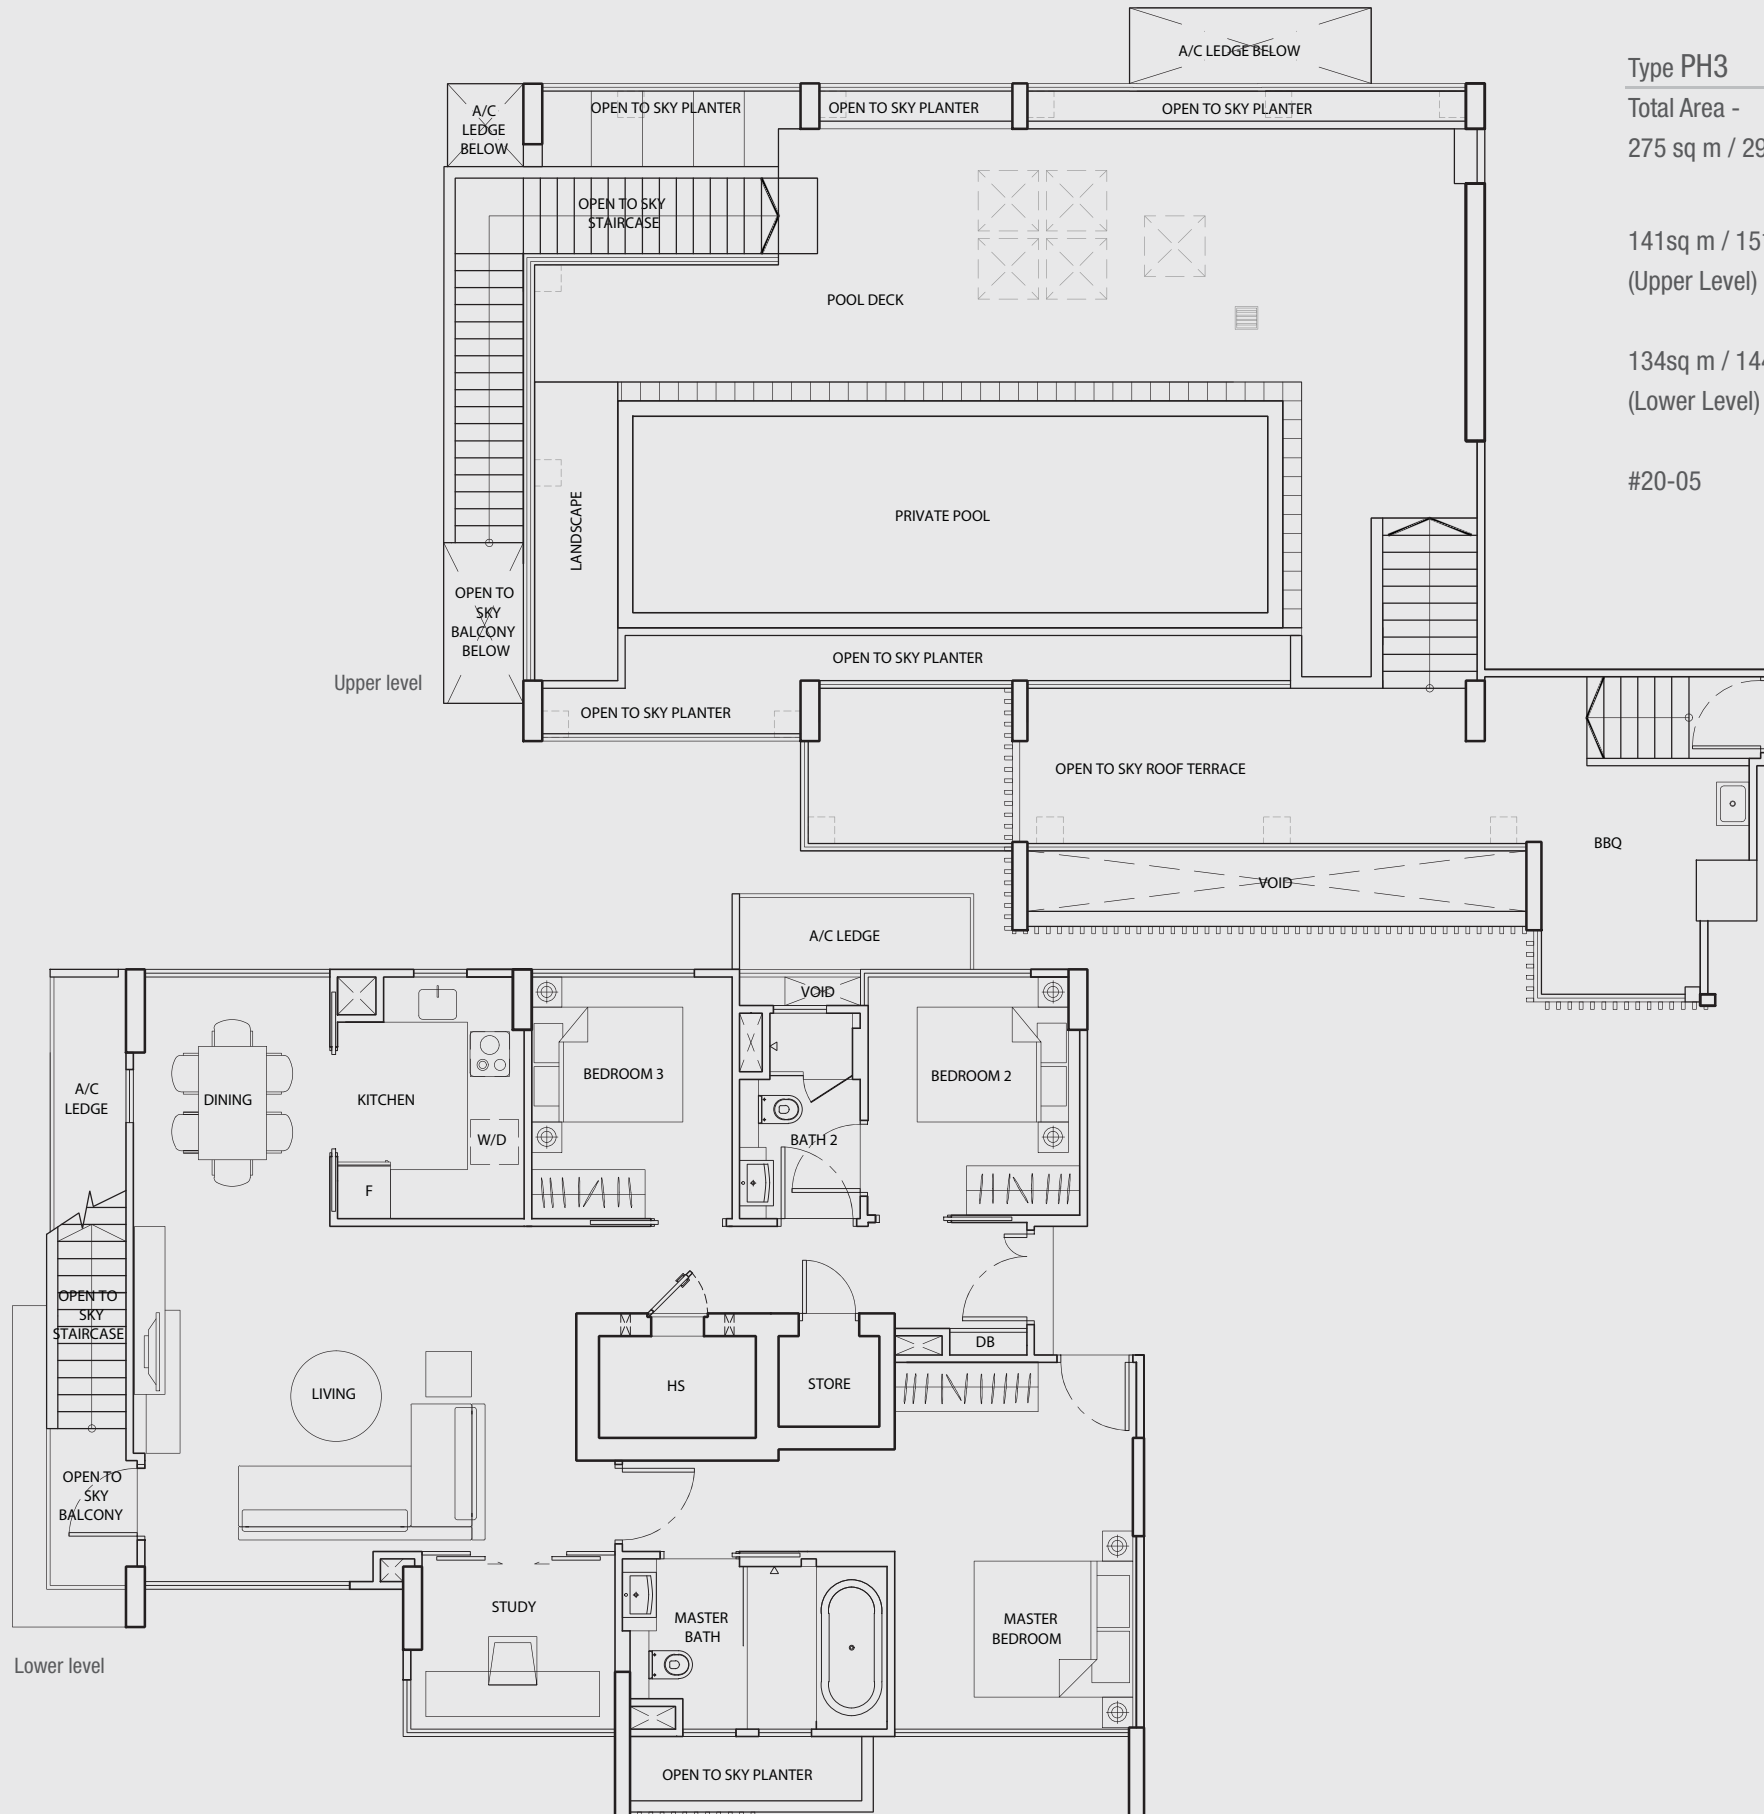 A/C LEDGE BELOW
Type PH3
Total Area -
275 sq m /
141sq m /
(Upper Level)
134sq m /
(Lower Level)
#20-05
A/C
LEDGE
BELOW
OPEN TO SKY PLANTER
OPEN TO SKY PLANTER
OPEN TO SKY PLANTER
OPEN TO SKY
STAIRCASE
POOL DECK
LANDSCAPE
PRIVATE POOL
OPEN TO
SKY
BALCONY
BELOW
OPEN TO SKY PLANTER
Upper level
OPEN TO SKY PLANTER
OPEN TO SKY ROOF TERRACE
BBQ
VOID
A/C LEDGE
VOID
A/C
LEDGE
DINING
KITCHEN
W/D
F
BEDROOM 3
BATH 2
BEDROOM 2
OPEN TO
SKY
STAIRCASE
LIVING
HS
STORE
DB
OPEN TO
SKY
BALCONY
STUDY
MASTER
BATH
MASTER
BEDROOM
Lower level
OPEN TO SKY PLANTER